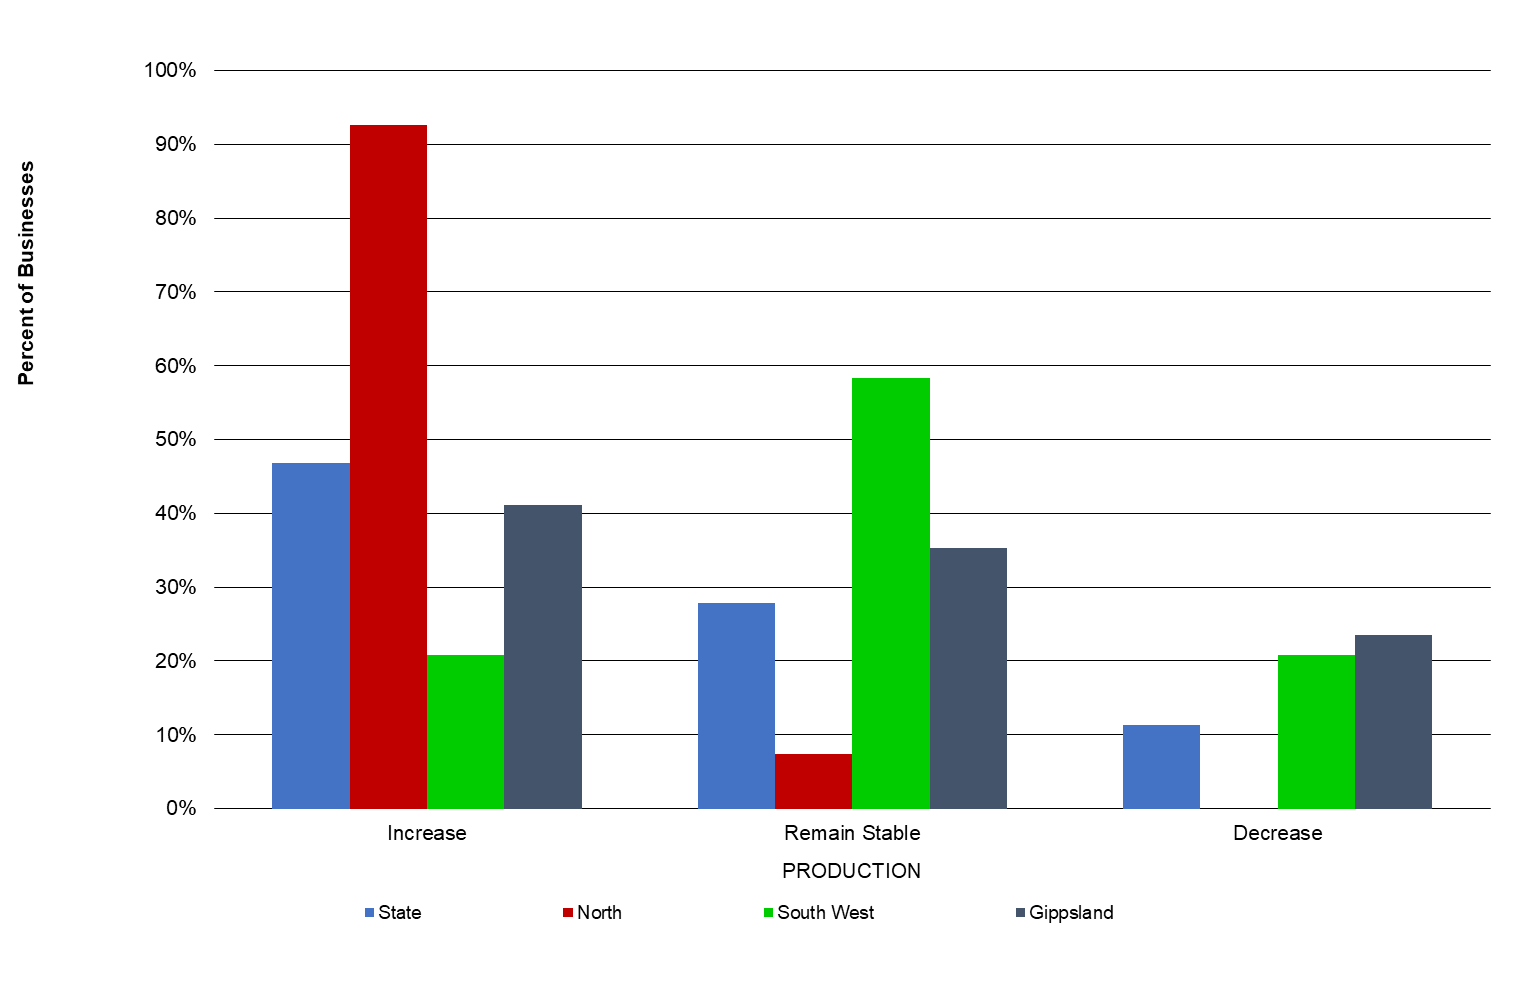 Percent of Businesses
100%
90%
80%
70%
60%
50%
40%
30%
20%
10%
0%
Increase Remain Stable Decrease
PRODUCTION
State North South West Gippsland